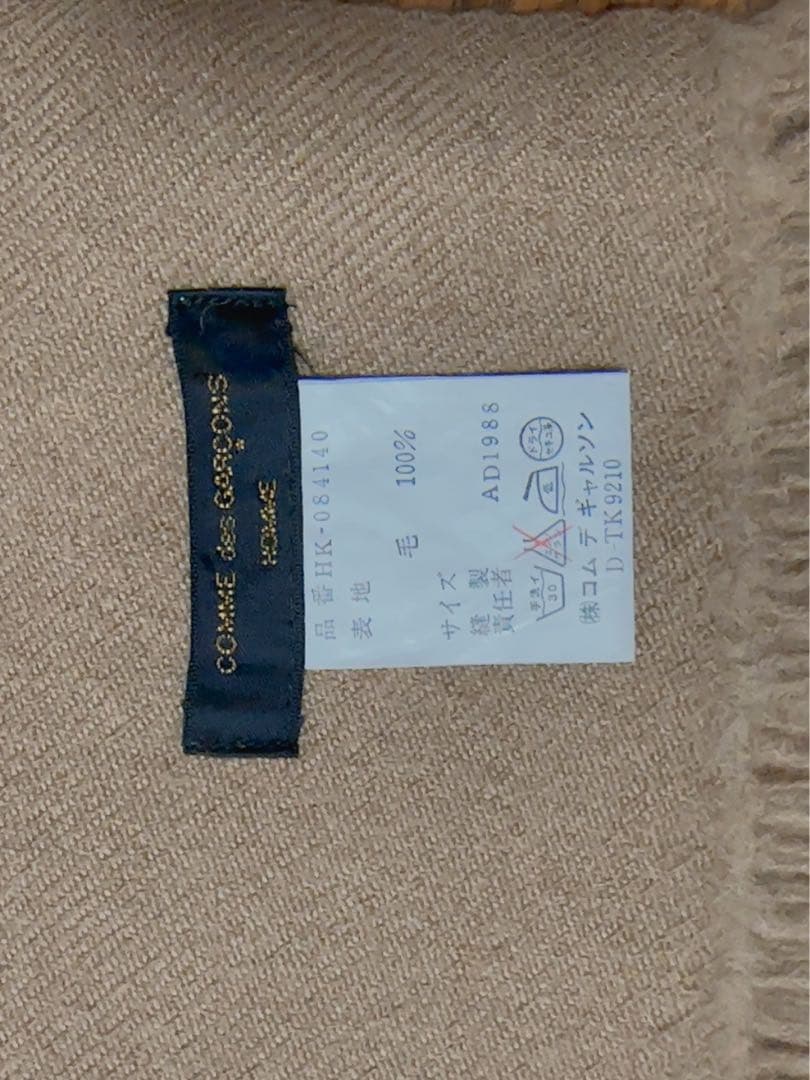 COMME des GARÇONS
HOMME
品番 HK-084140
表地
毛 100%
サイズ
縫製 AD1988
責任者
手洗イ
30
低
ドライ
セキユ系
㈱コム デ ギャルソン
D-TK9210